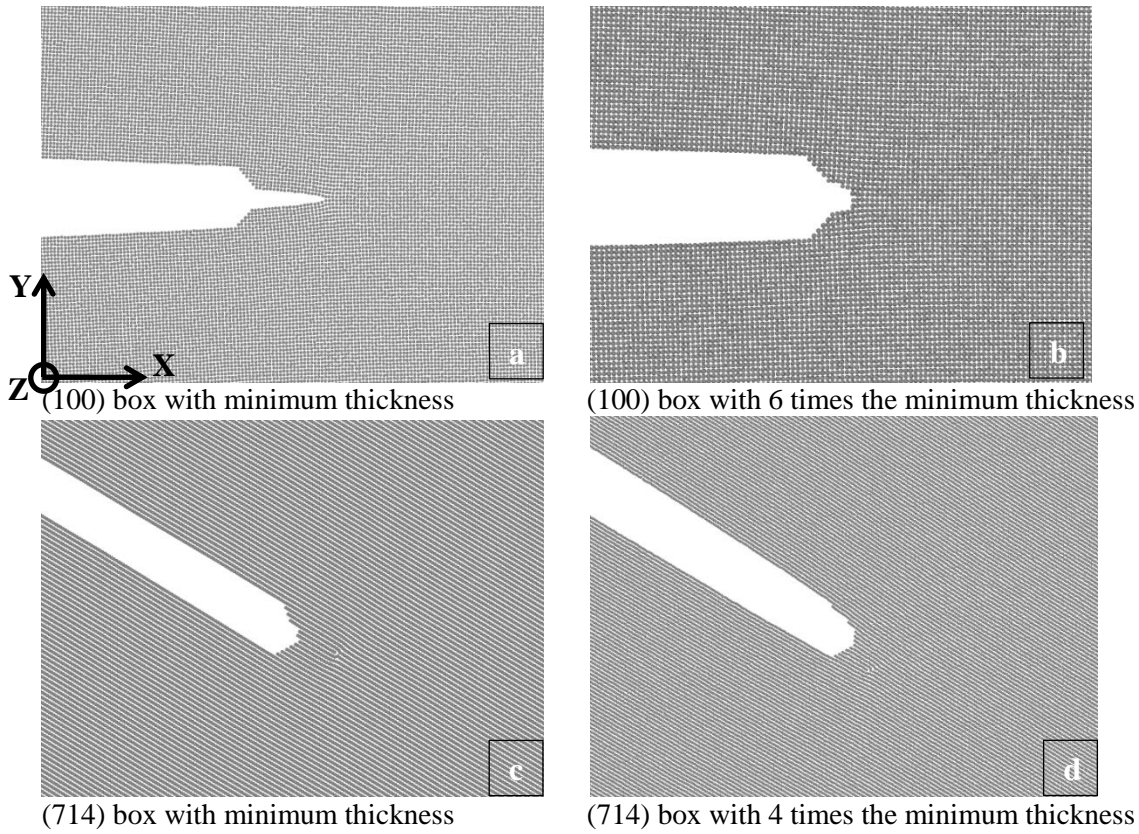 Y
X
Z
a
b
(100) box with minimum thickness
(100) box with 6 times the minimum thickness
c
d
(714) box with minimum thickness
(714) box with 4 times the minimum thickness